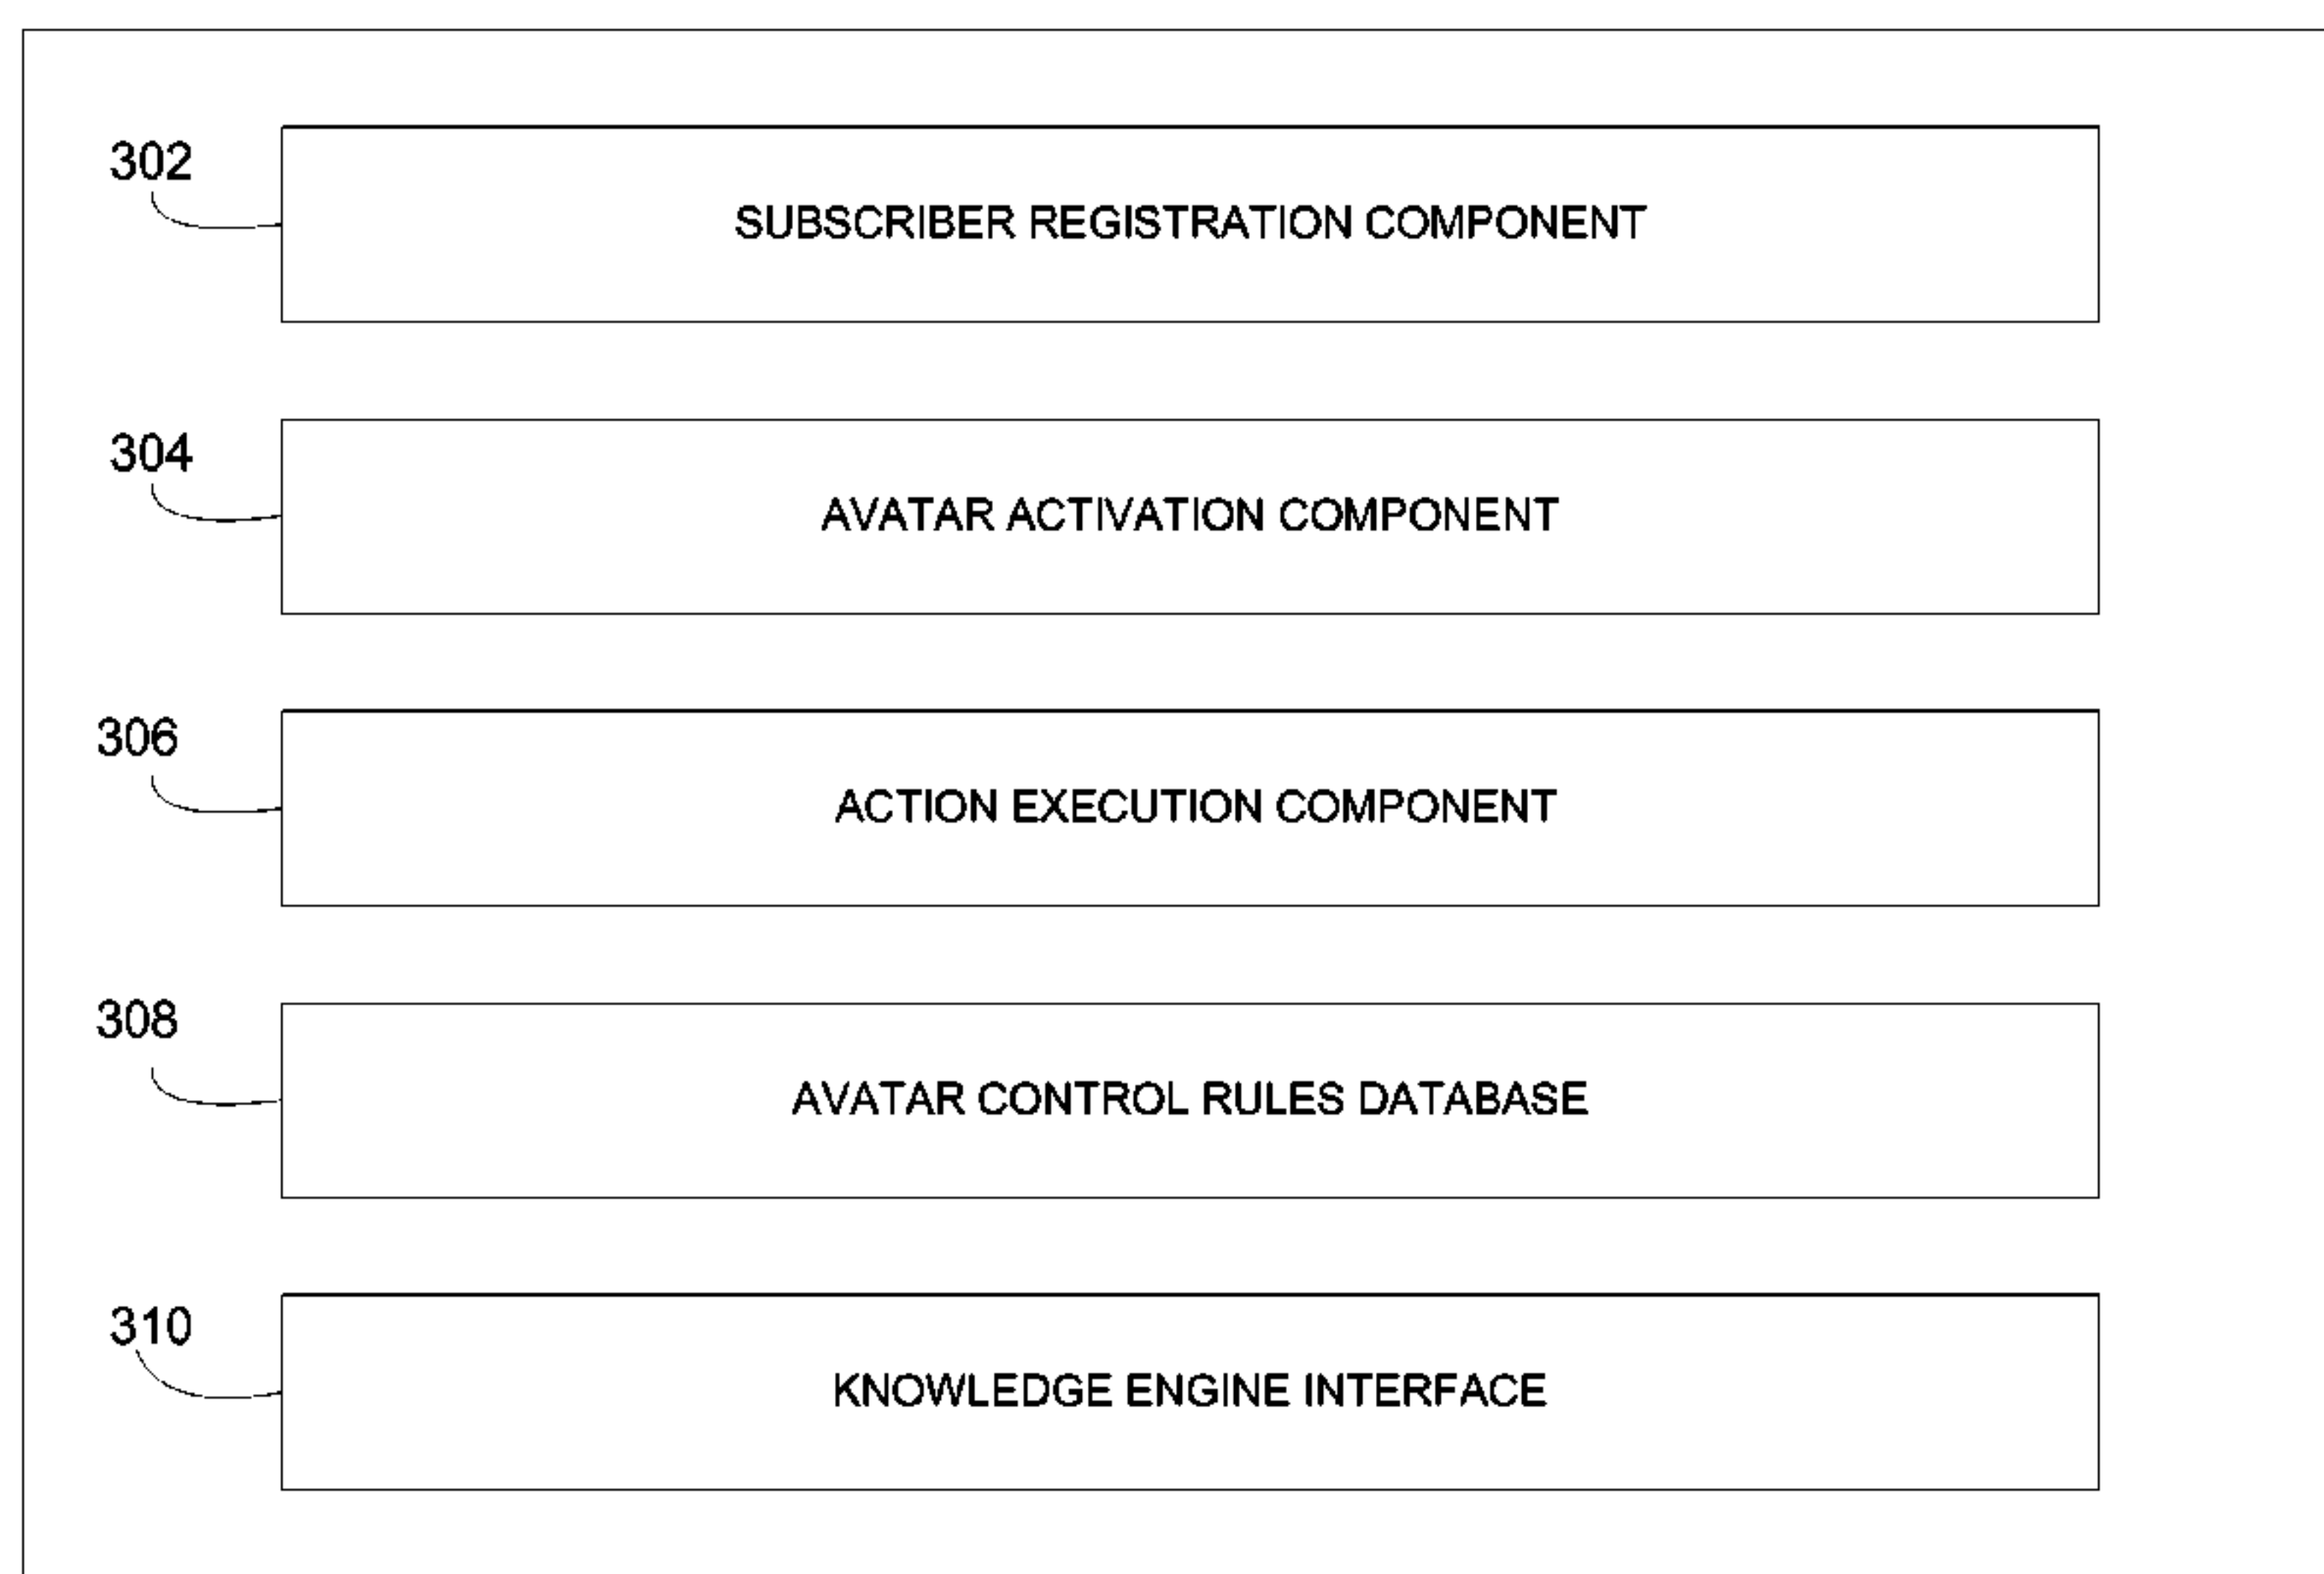 302
SUBSCRIBER REGISTRATION COMPONENT
304
AVATAR ACTIVATION COMPONENT
306
ACTION EXECUTION COMPONENT
308
AVATAR CONTROL RULES DATABASE
310
KNOWLEDGE ENGINE INTERFACE